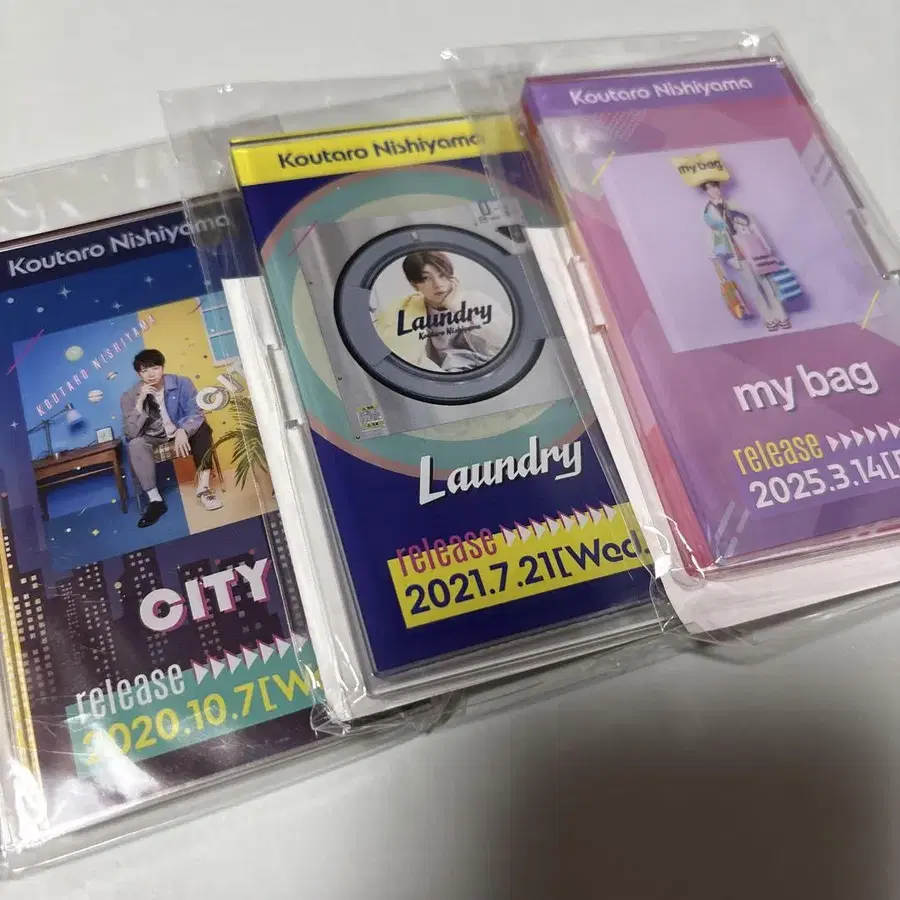 Koutaro Nishiyama
KOUTARO NISHIYAMA
CITY
release
2020.10.7[W
Koutaro Nishiyama
Laundry
Koutaro Nishiyama
Laundry
release
2021.7.21[Wed.
Koutaro Nishiyama
my bag
my bag
release
2025.3.14[F